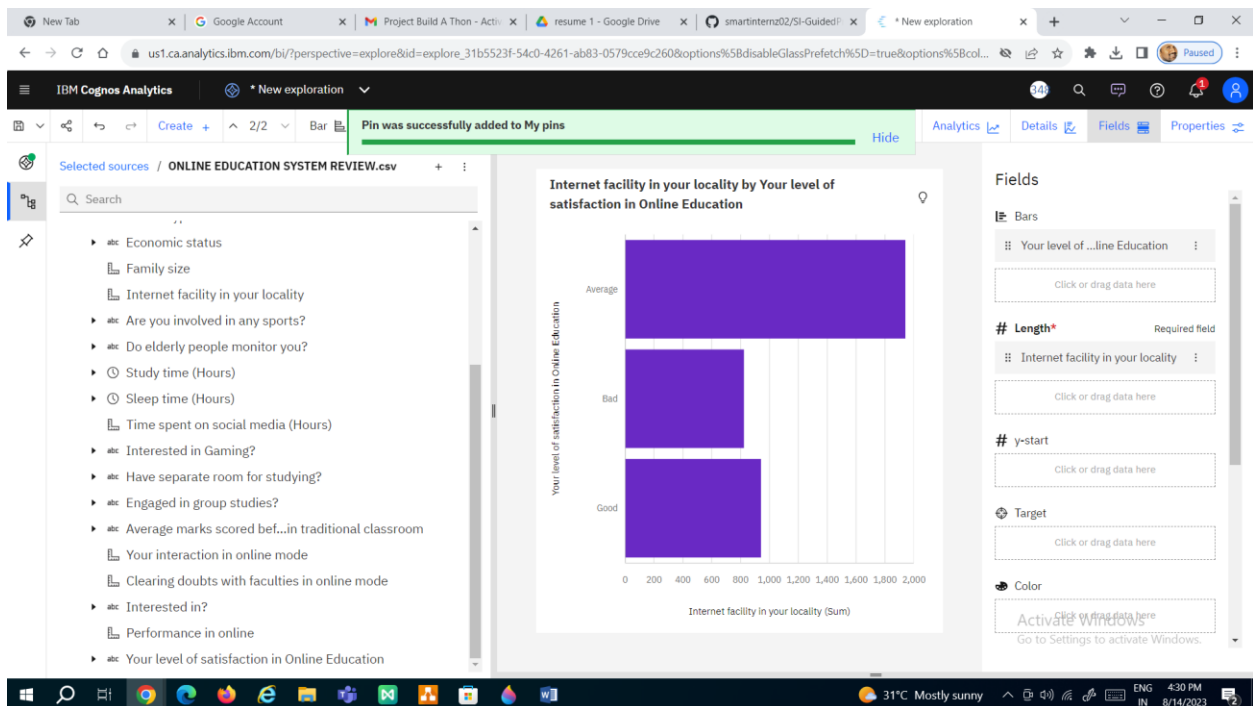 New Tab
Google Account
Project Build A Thon - Activ
resume 1 - Google Drive
smartinternz02/SI-GuidedP
* New exploration
us1.ca.analytics.ibm.com/bi/?perspective=explore&id=explore_31b5523f-54c0-4261-ab83-0579cce9c260&options%5BdisableGlassPrefetch%5D=true&options%5Bcol...
Paused
IBM Cognos Analytics
* New exploration
348
Create +
2/2
Bar
Pin was successfully added to My pins
Hide
Analytics
Details
Fields
Properties
Selected sources / ONLINE EDUCATION SYSTEM REVIEW.csv
Search
abc Economic status
Family size
Internet facility in your locality
abc Are you involved in any sports?
abc Do elderly people monitor you?
Study time (Hours)
Sleep time (Hours)
Time spent on social media (Hours)
abc Interested in Gaming?
abc Have separate room for studying?
abc Engaged in group studies?
abc Average marks scored bef...in traditional classroom
Your interaction in online mode
Clearing doubts with faculties in online mode
abc Interested in?
Performance in online
abc Your level of satisfaction in Online Education
Internet facility in your locality by Your level of
satisfaction in Online Education
Your level of satisfaction in Online Education
Average
Bad
Good
0 200 400 600 800 1,000 1,200 1,400 1,600 1,800 2,000
Internet facility in your locality (Sum)
Fields
Bars
Your level of ...line Education
Click or drag data here
# Length*
Required field
Internet facility in your locality
Click or drag data here
# y-start
Click or drag data here
Target
Click or drag data here
Color
Click or drag data here
Activate Windows
Go to Settings to activate Windows.
31°C Mostly sunny
ENG
IN
4:30 PM
8/14/2023
2